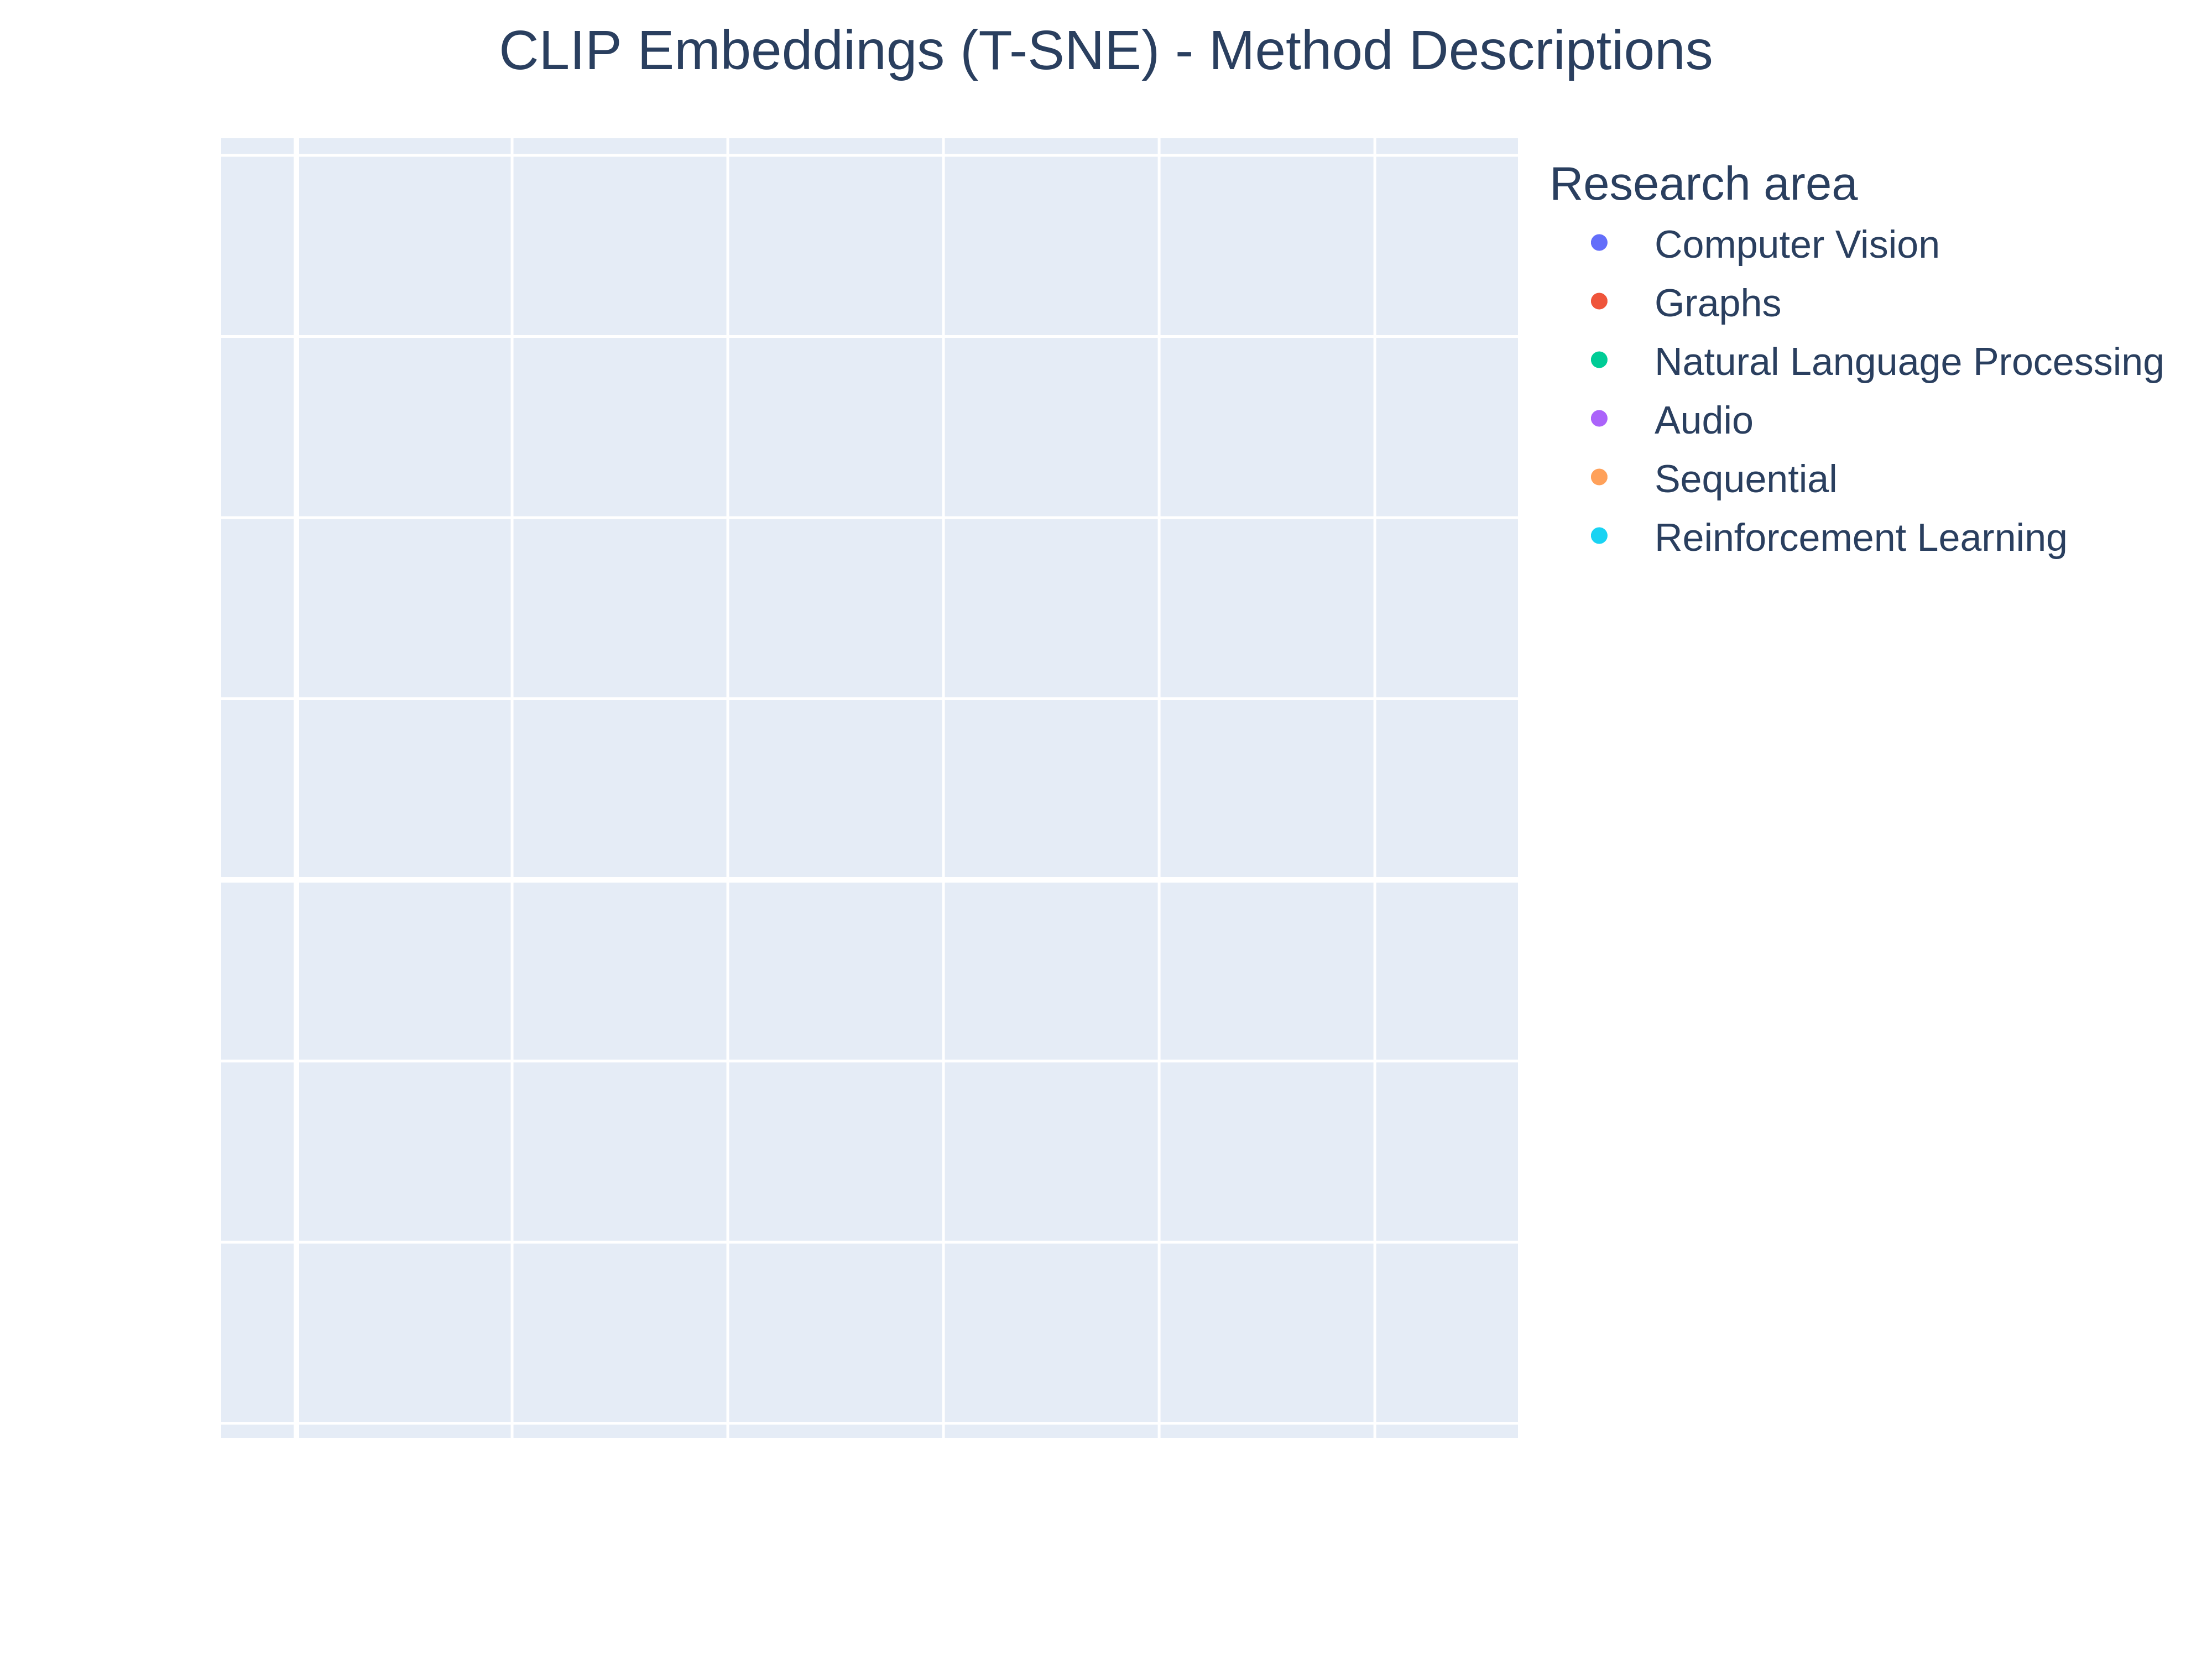 CLIP Embeddings (T-SNE) - Method Descriptions
Research area
Computer Vision
Graphs
Natural Language Processing
Audio
Sequential
Reinforcement Learning